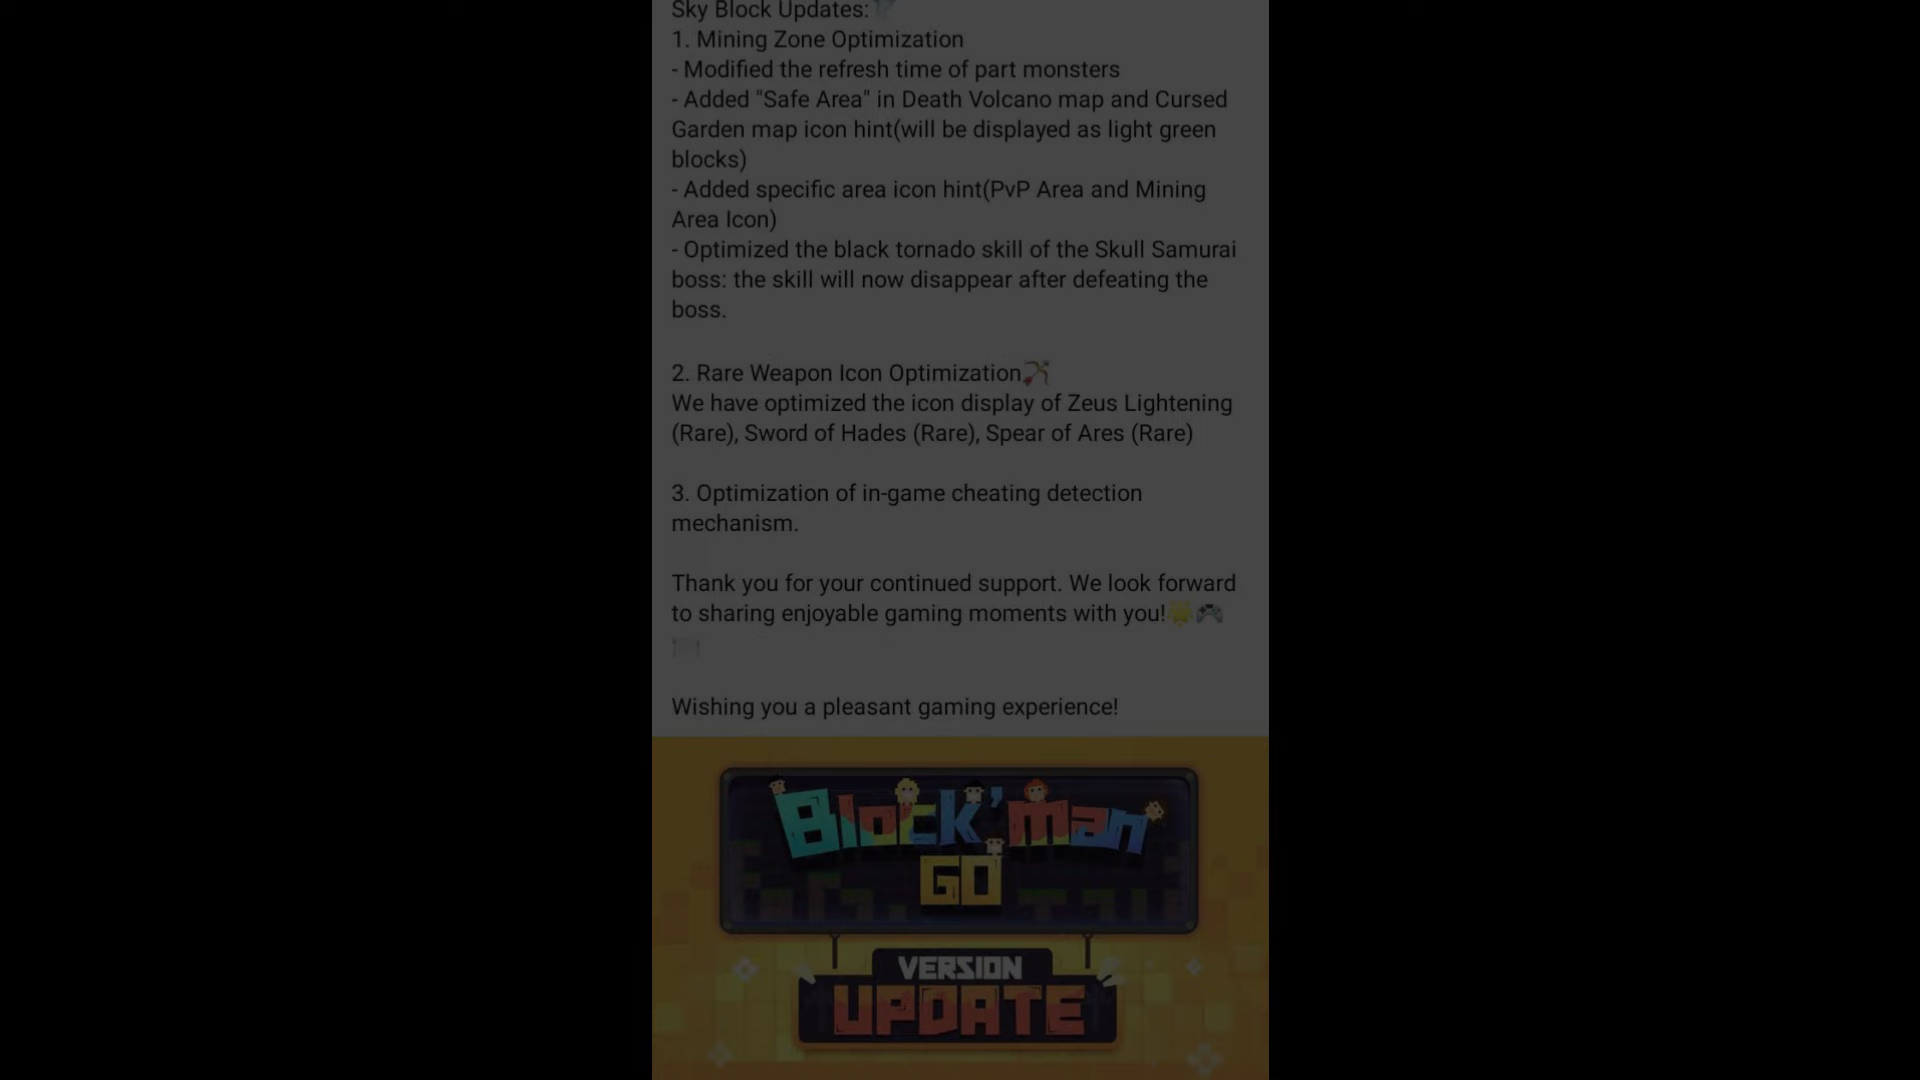 Sky Block Updates:
1. Mining Zone Optimization
- Modified the refresh time of part monsters
- Added "Safe Area" in Death Volcano map and Cursed
Garden map icon hint(will be displayed as light green
blocks)
- Added specific area icon hint(PvP Area and Mining
Area Icon)
- Optimized the black tornado skill of the Skull Samurai
boss: the skill will now disappear after defeating the
boss.
2. Rare Weapon Icon Optimization🏹
We have optimized the icon display of Zeus Lightening
(Rare), Sword of Hades (Rare), Spear of Ares (Rare)
3. Optimization of in-game cheating detection
mechanism.
Thank you for your continued support. We look forward
to sharing enjoyable gaming moments with you!🌟🎮
🍽
Wishing you a pleasant gaming experience!
Block'man
GO
VERSION
UPDATE